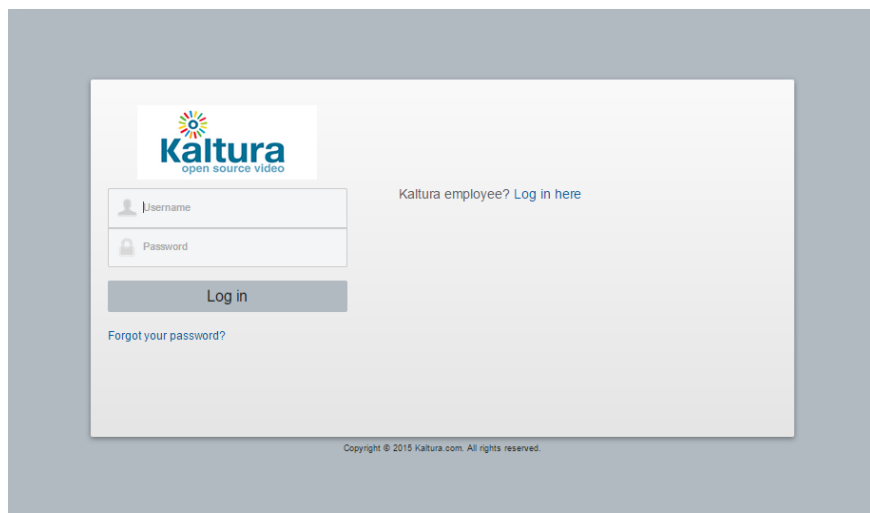 Kaltura
open source video
Username
Password
Log in
Forgot your password?
Kaltura employee? Log in here
Copyright © 2015 Kaltura.com. All rights reserved.